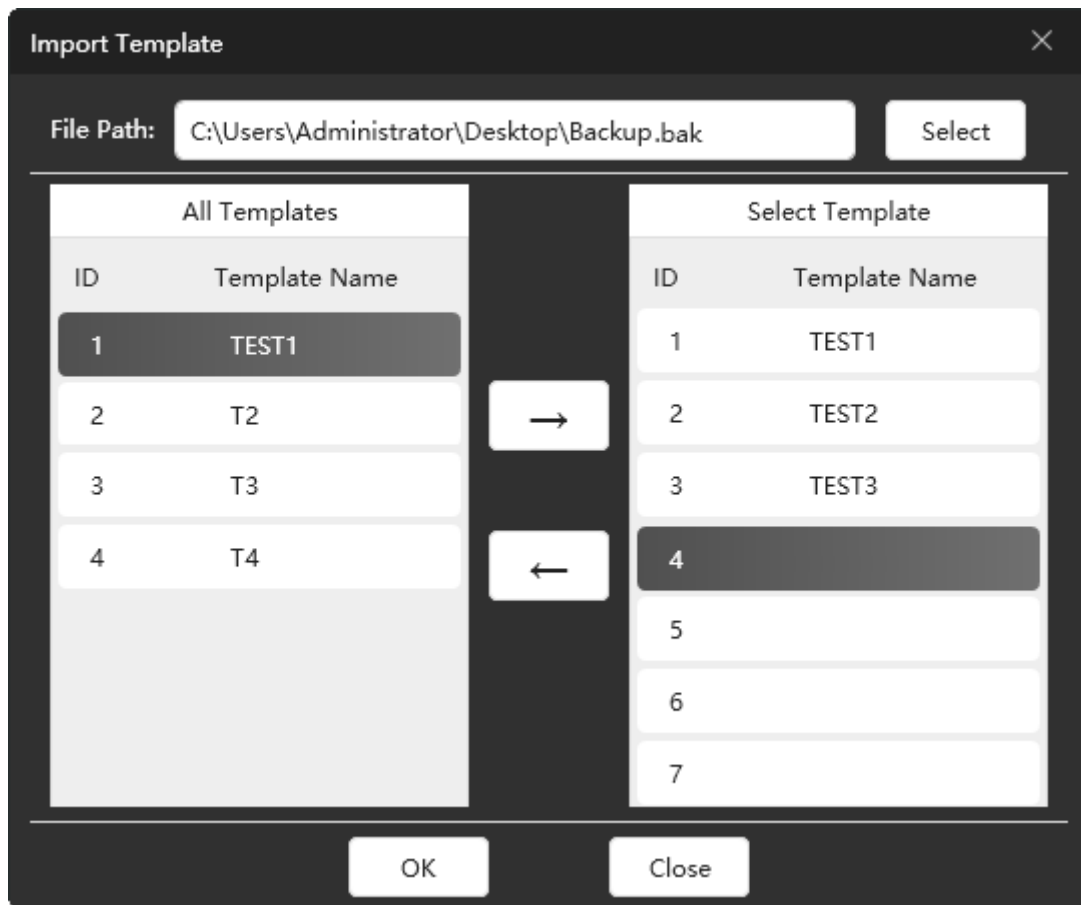 Import Template
File Path: C:\Users\Administrator\Desktop\Backup.bak Select
All Templates Select Template
ID Template Name ID Template Name
1 TEST1 1 TEST1
2 T2 2 TEST2
3 T3 3 TEST3
4 T4 4
5
6
7
OK Close